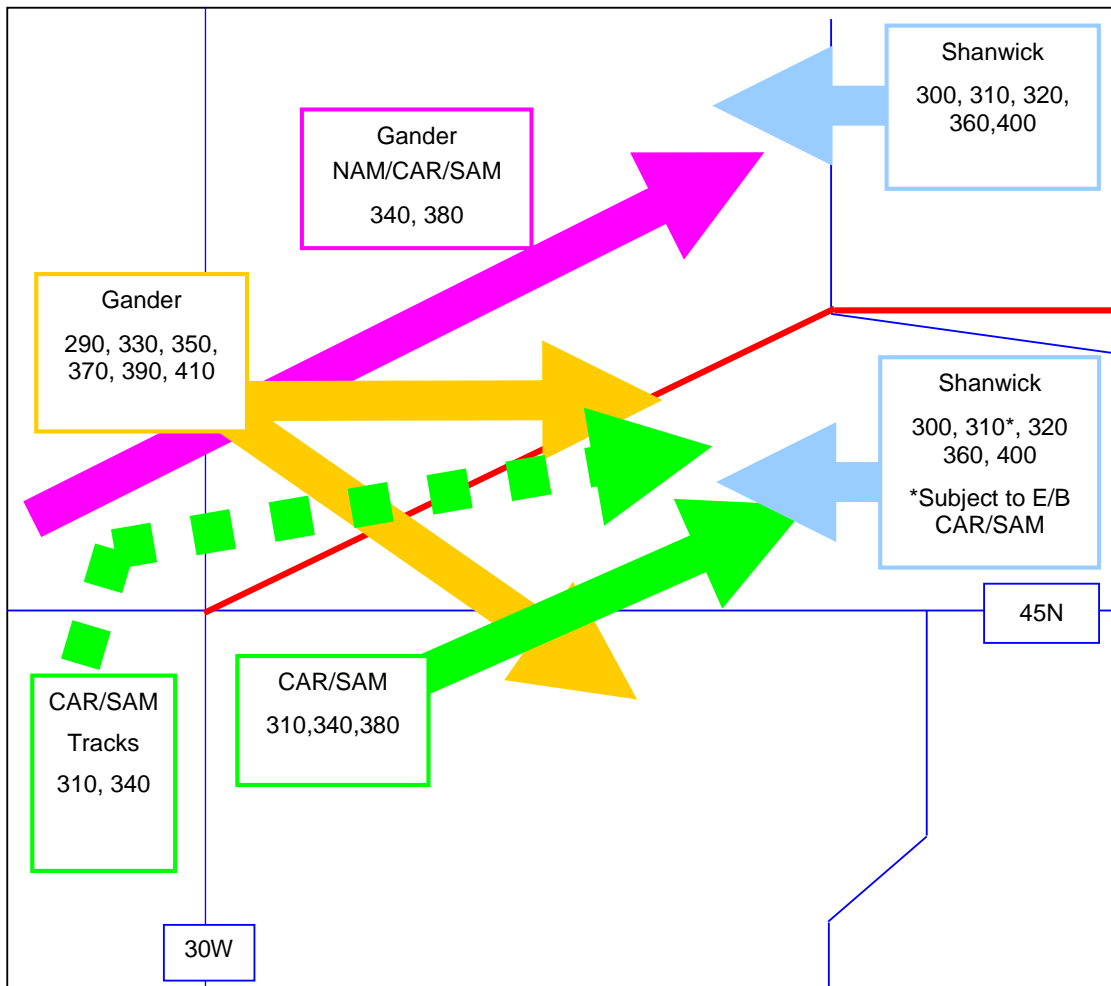 Shanwick
300, 310, 320,
360,400
Gander
NAM/CAR/SAM
340, 380
Gander
290, 330, 350,
370, 390, 410
Shanwick
300, 310*, 320
360, 400
*Subject to E/B
CAR/SAM
45N
CAR/SAM
310,340,380
CAR/SAM
Tracks
310, 340
30W